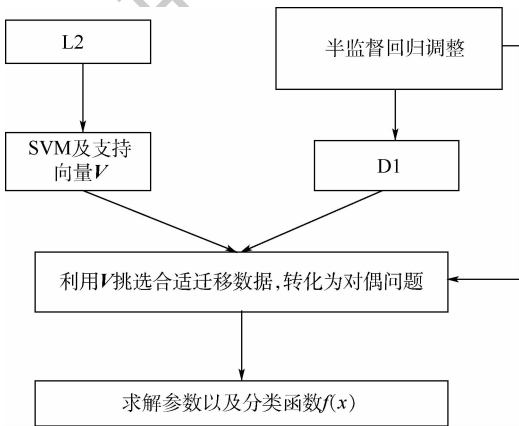 L2
半监督回归调整
SVM及支持
向量V
D1
利用V挑选合适迁移数据,转化为对偶问题
求解参数以及分类函数f(x)